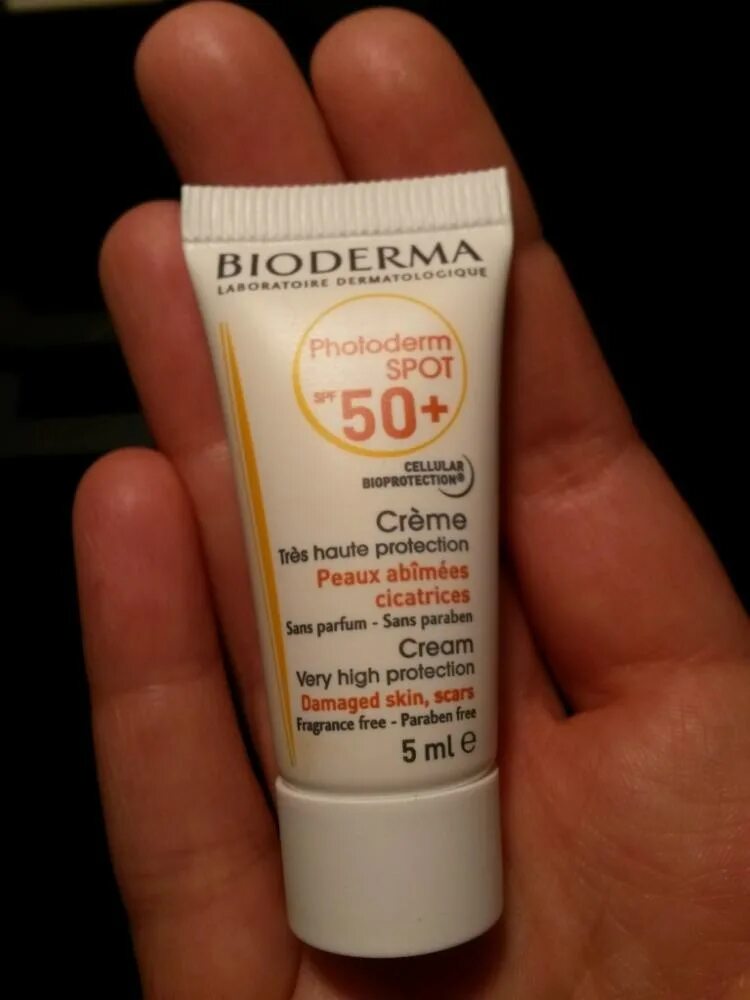 BIODERMA
LABORATOIRE DERMATOLOGIQUE
Photoderm
SPOT
SPF 50+
CELLULAR
BIOPROTECTION®
Crème
Très haute protection
Peaux abîmées
cicatrices
Sans parfum - Sans paraben
Cream
Very high protection
Damaged skin, scars
Fragrance free - Paraben free
5 ml e